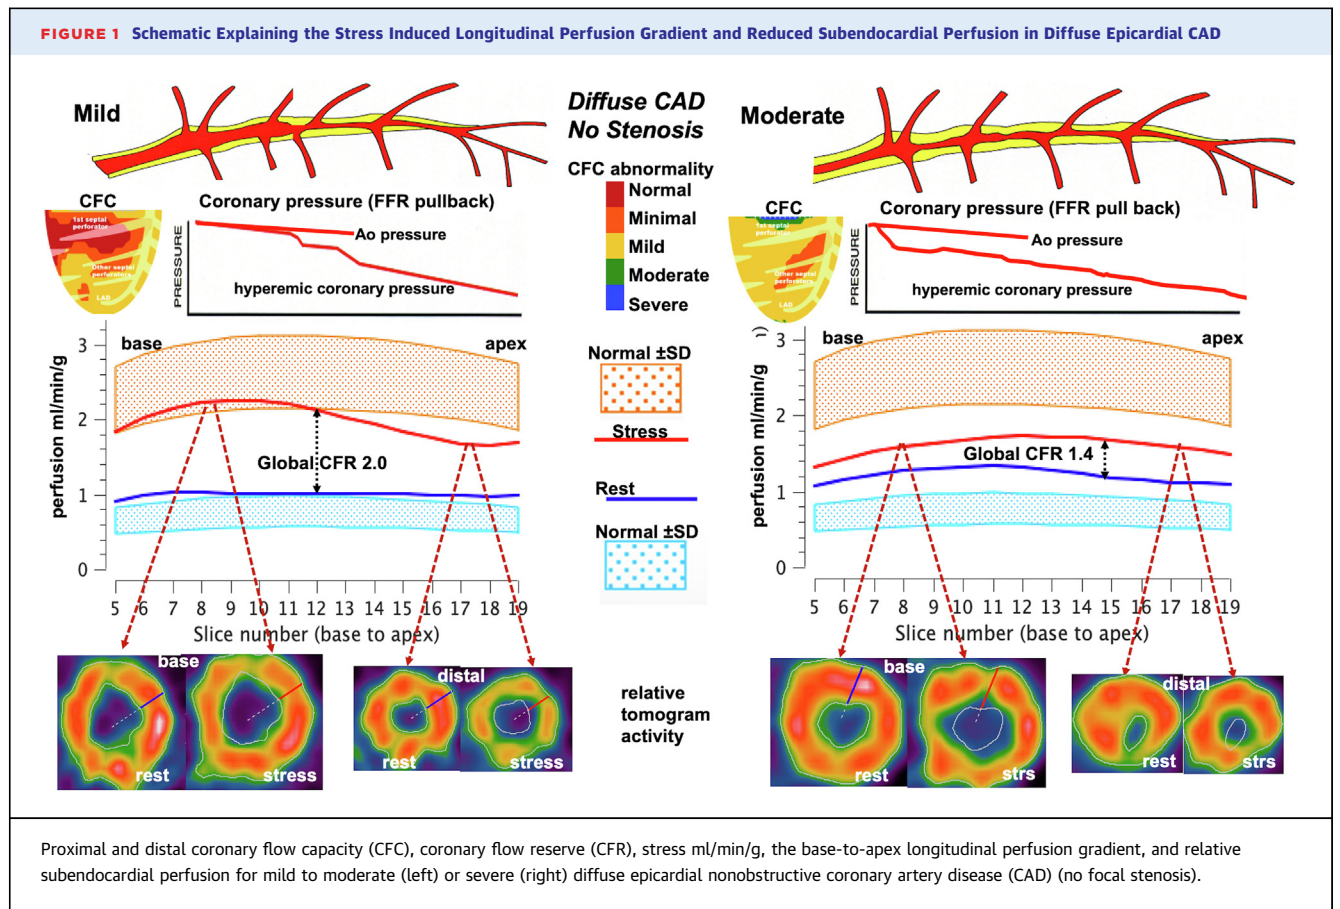 FIGURE 1 Schematic Explaining the Stress Induced Longitudinal Perfusion Gradient and Reduced Subendocardial Perfusion in Diffuse Epicardial CAD
Mild
Diffuse CAD
No Stenosis
Moderate
CFC
1st septal
perforator
Other septal
perforators
LAD
Coronary pressure (FFR pullback)
PRESSURE
Ao pressure
hyperemic coronary pressure
CFC abnormality
Normal
Minimal
Mild
Moderate
Severe
CFC
1st septal
perforator
Other septal
perforators
LAD
Coronary pressure (FFR pull back)
PRESSURE
Ao pressure
hyperemic coronary pressure
perfusion ml/min/g
3
2
1
0
base
apex
Global CFR 2.0
5 6 7 8 9 10 11 12 13 14 15 16 17 18 19
Slice number (base to apex)
Normal ±SD
Stress
Rest
Normal ±SD
perfusion ml/min/g
)
3
2
1
0
base
apex
Global CFR 1.4
5 6 7 8 9 10 11 12 13 14 15 16 17 18 19
Slice number (base to apex)
base
rest
stress
distal
rest
stress
relative
tomogram
activity
base
rest
strs
distal
rest
strs
Proximal and distal coronary flow capacity (CFC), coronary flow reserve (CFR), stress ml/min/g, the base-to-apex longitudinal perfusion gradient, and relative
subendocardial perfusion for mild to moderate (left) or severe (right) diffuse epicardial nonobstructive coronary artery disease (CAD) (no focal stenosis).